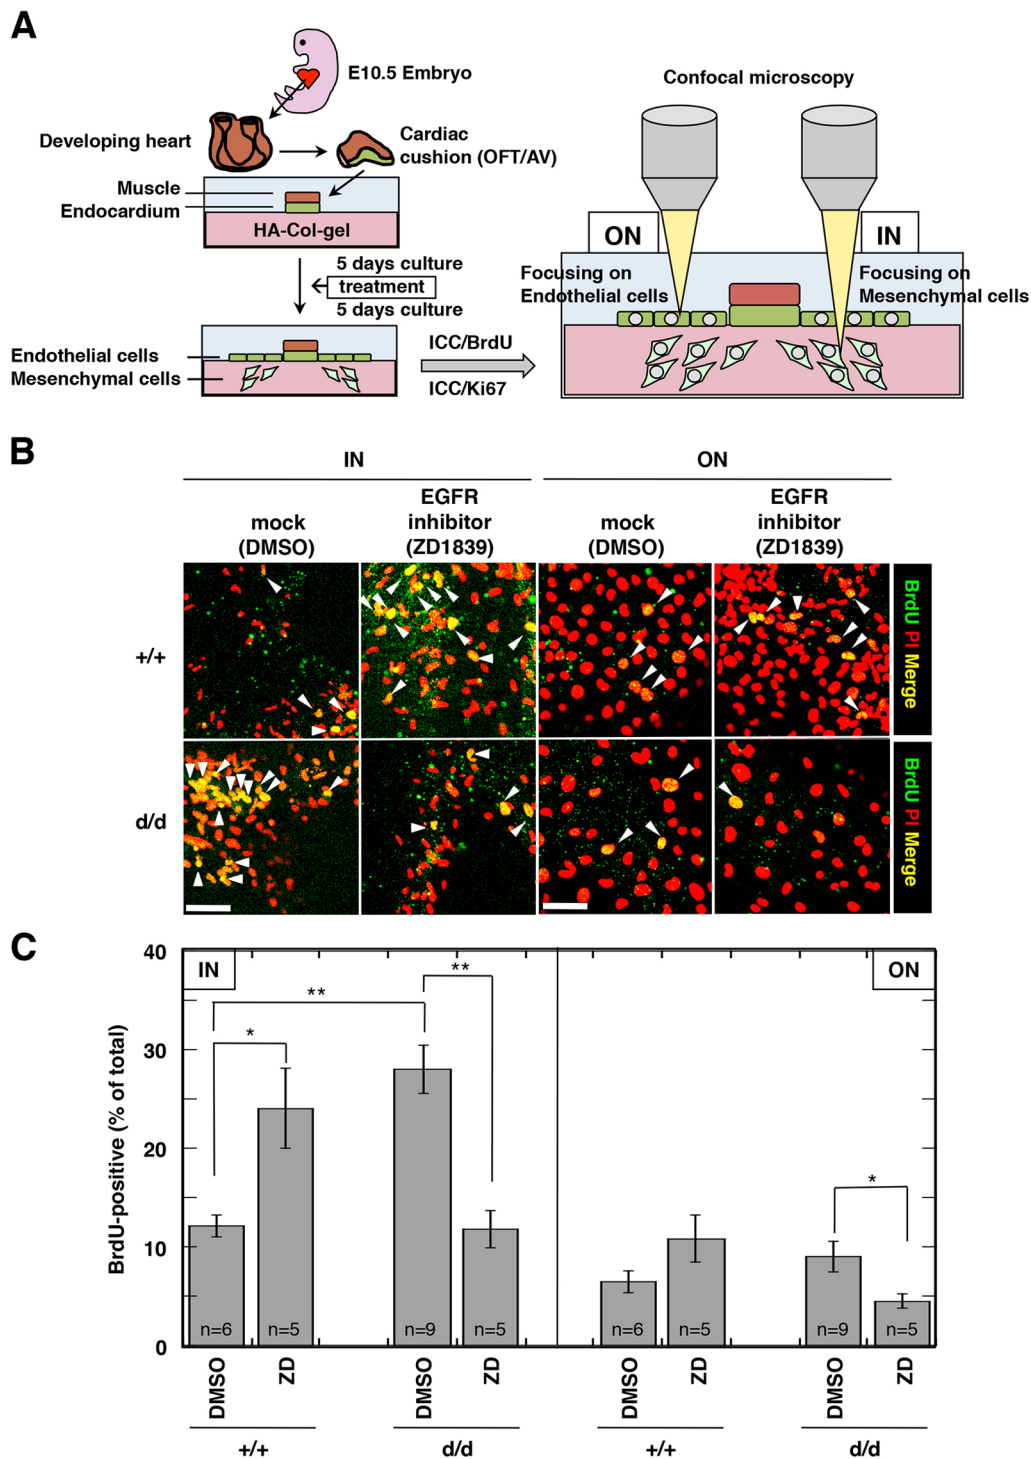 A
E10.5 Embryo
Confocal microscopy
Developing heart
Cardiac
cushion (OFT/AV)
Muscle
Endocardium
HA-Col-gel
ON
IN
5 days culture
treatment
5 days culture
Focusing on
Endothelial cells
Focusing on
Mesenchymal cells
Endothelial cells
Mesenchymal cells
ICC/BrdU
ICC/Ki67
B
IN
ON
mock
(DMSO)
EGFR
inhibitor
(ZD1839)
mock
(DMSO)
EGFR
inhibitor
(ZD1839)
+/+
BrdU PI Merge
d/d
BrdU PI Merge
C
IN
ON
BrdU-positive (% of total)
40
30
20
10
0
*
**
**
*
n=6
n=5
n=9
n=5
n=6
n=5
n=9
n=5
DMSO
ZD
DMSO
ZD
DMSO
ZD
DMSO
ZD
+/+
d/d
+/+
d/d